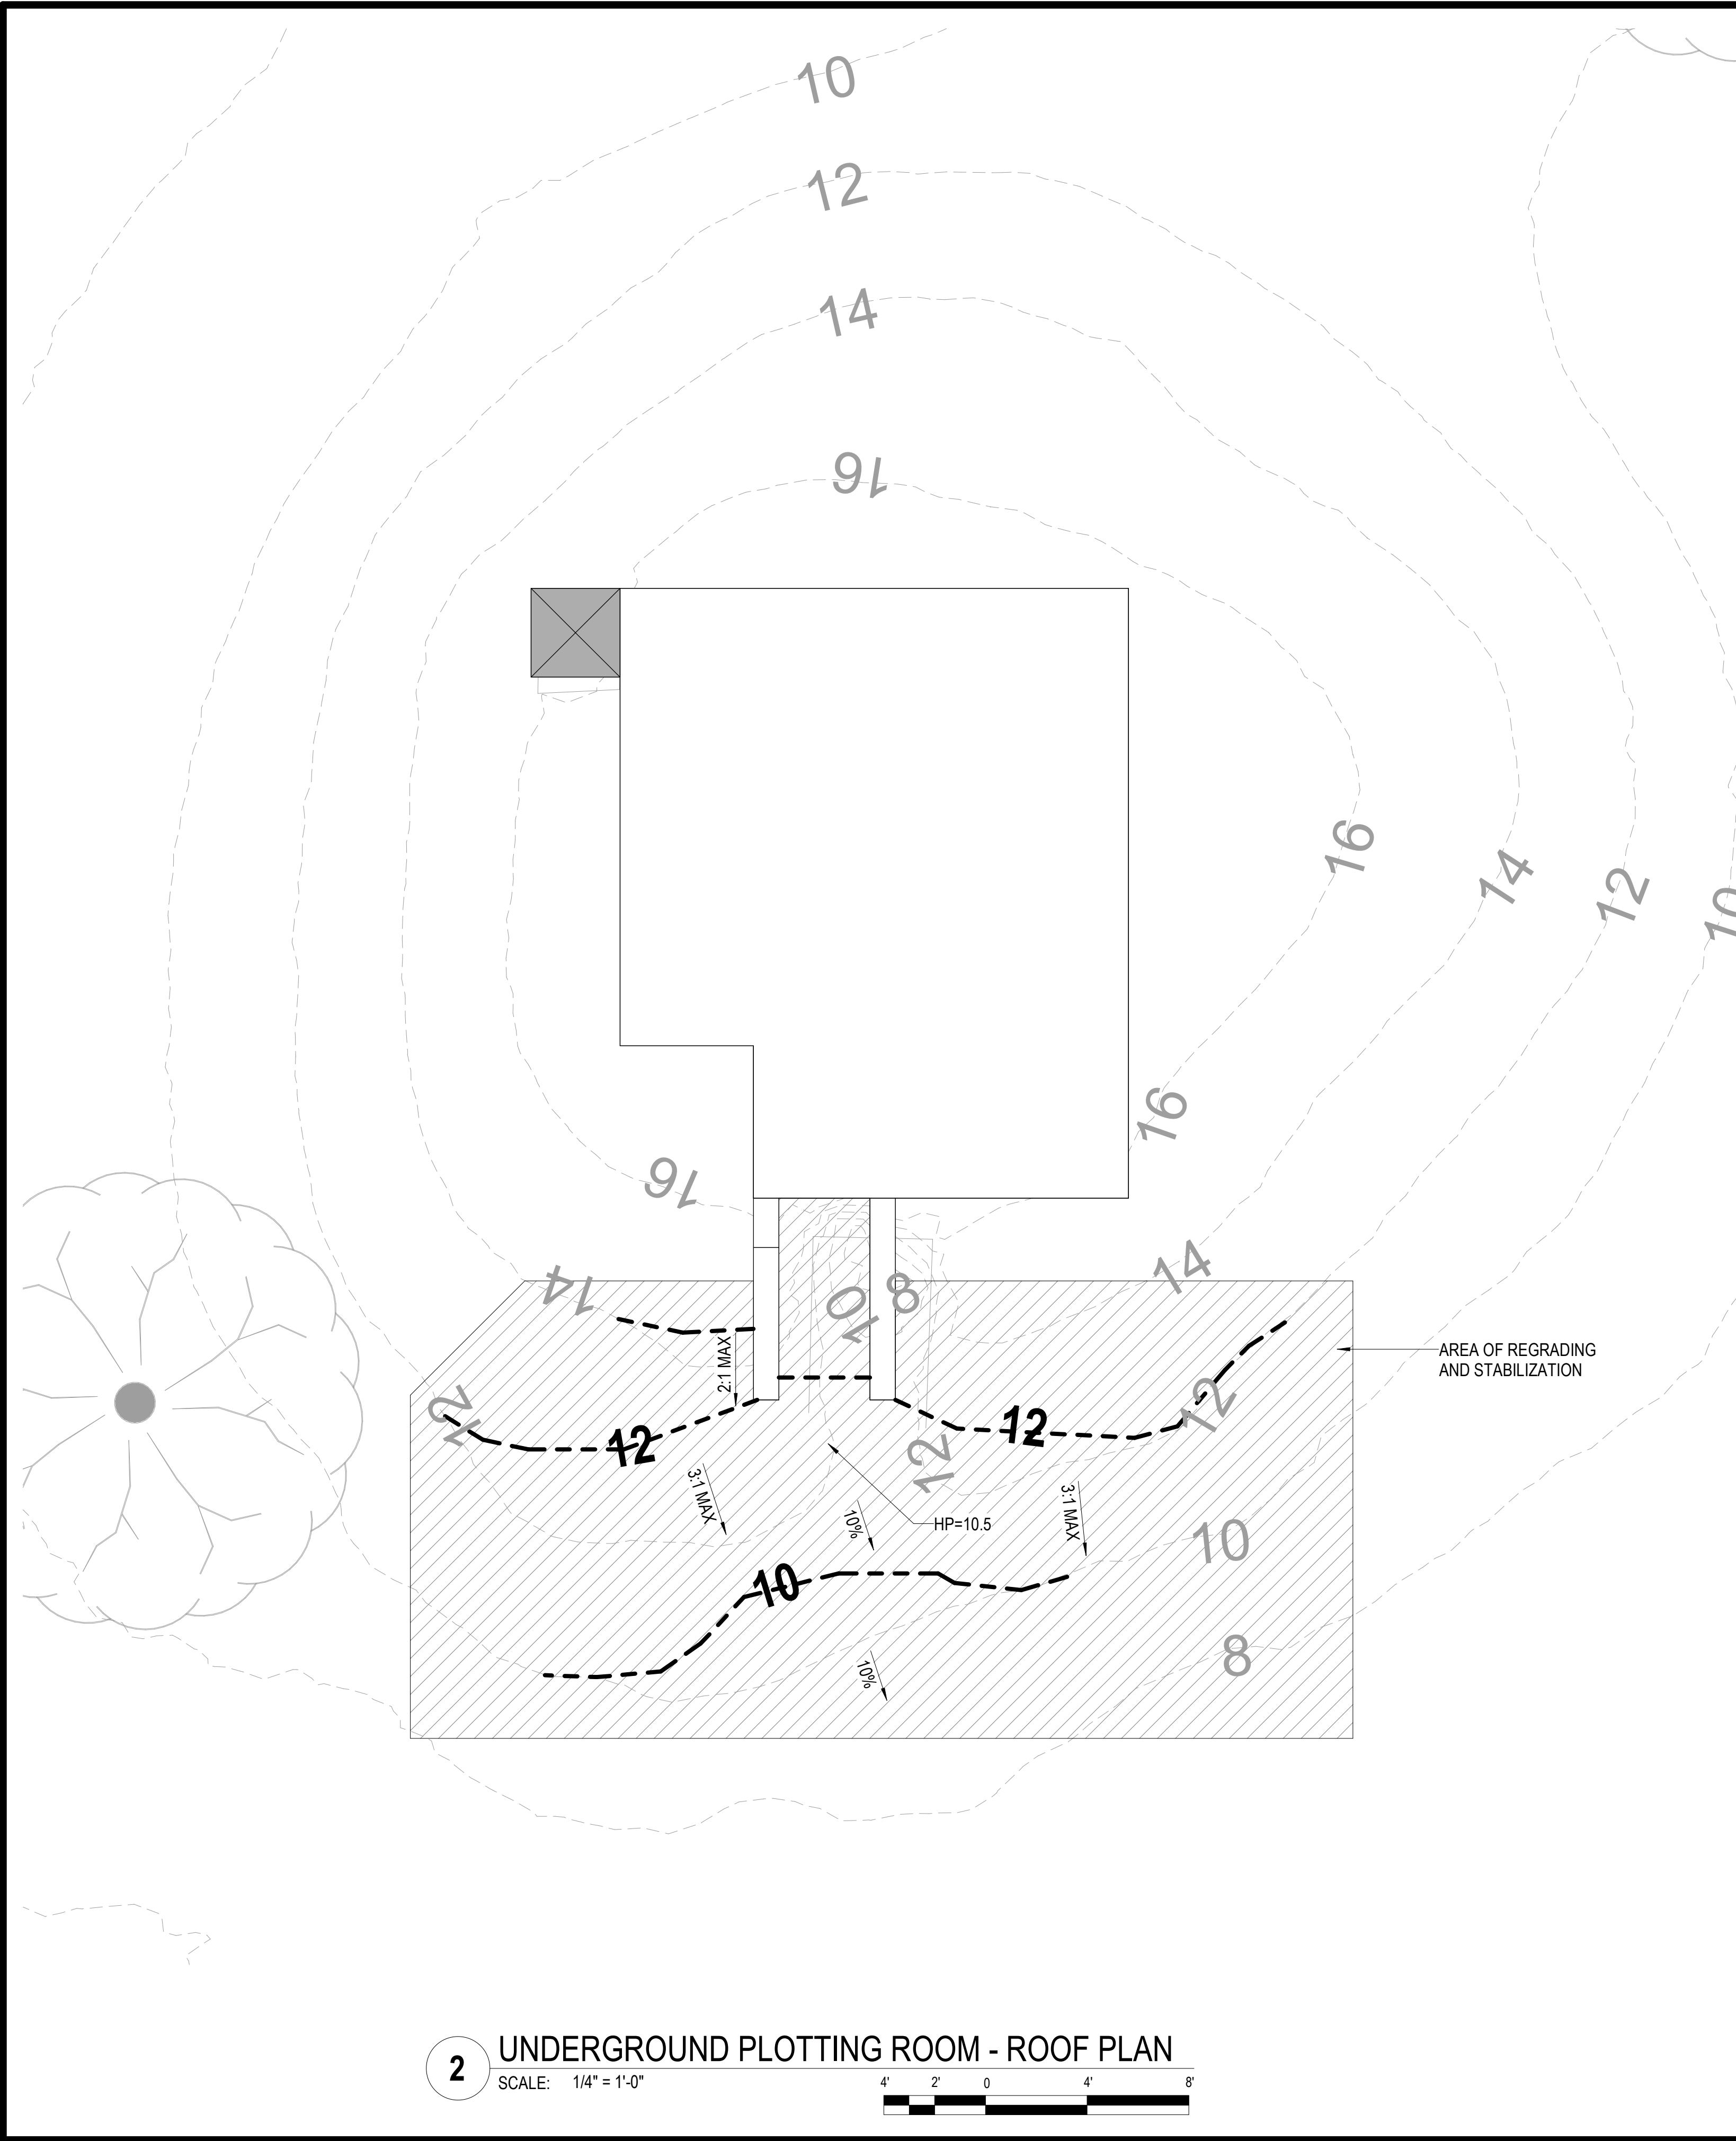 10
12
14
16
16
14
12
10
16
16
14
14
10
8
2:1 MAX
AREA OF REGRADING
AND STABILIZATION
12
12
12
12
12
3:1 MAX
10%
HP=10.5
3:1 MAX
10
10
10%
8
2
UNDERGROUND PLOTTING ROOM - ROOF PLAN
SCALE: 1/4" = 1'-0"
4' 2' 0 4' 8'